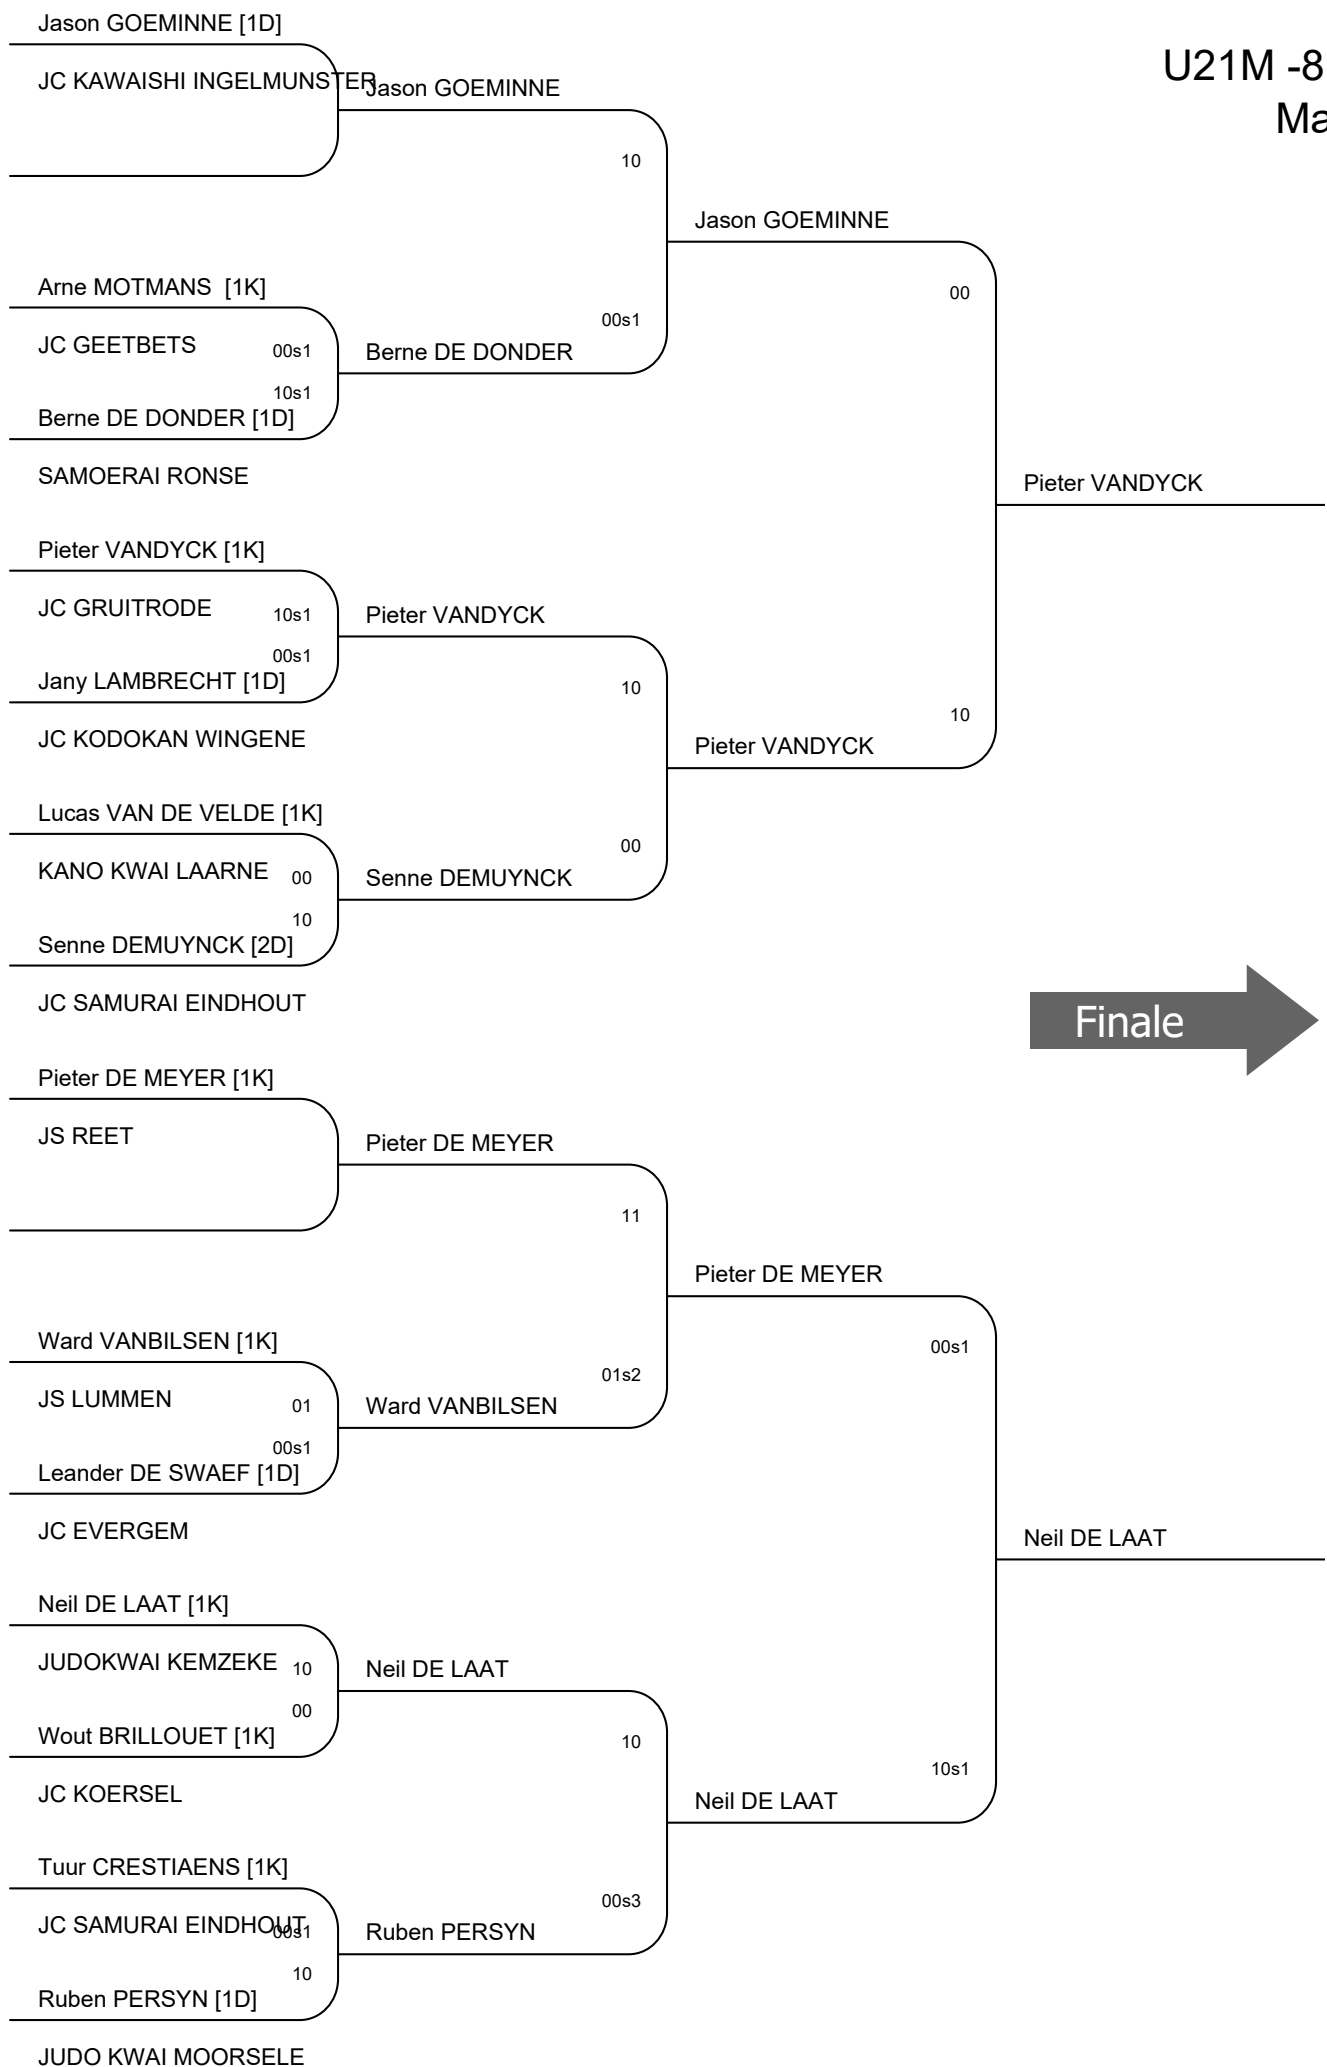 Jason GOEMINNE [1D]
U21M -8
JC KAWAISHI INGELMUNSTER
Jason GOEMINNE
Ma
10
Jason GOEMINNE
Arne MOTMANS  [1K]
00
00s1
JC GEETBETS
00s1
Berne DE DONDER
10s1
Berne DE DONDER [1D]
SAMOERAI RONSE
Pieter VANDYCK
Pieter VANDYCK [1K]
JC GRUITRODE
10s1
Pieter VANDYCK
00s1
Jany LAMBRECHT [1D]
10
10
JC KODOKAN WINGENE
Pieter VANDYCK
Lucas VAN DE VELDE [1K]
00
KANO KWAI LAARNE
00
Senne DEMUYNCK
10
Senne DEMUYNCK [2D]
JC SAMURAI EINDHOUT
Finale
Pieter DE MEYER [1K]
JS REET
Pieter DE MEYER
11
Pieter DE MEYER
Ward VANBILSEN [1K]
00s1
01s2
JS LUMMEN
01
Ward VANBILSEN
00s1
Leander DE SWAEF [1D]
JC EVERGEM
Neil DE LAAT
Neil DE LAAT [1K]
JUDOKWAI KEMZEKE
10
Neil DE LAAT
00
Wout BRILLOUET [1K]
10
10s1
JC KOERSEL
Neil DE LAAT
Tuur CRESTIAENS [1K]
00s3
JC SAMURAI EINDHOUT
00s1
Ruben PERSYN
10
Ruben PERSYN [1D]
JUDO KWAI MOORSELE